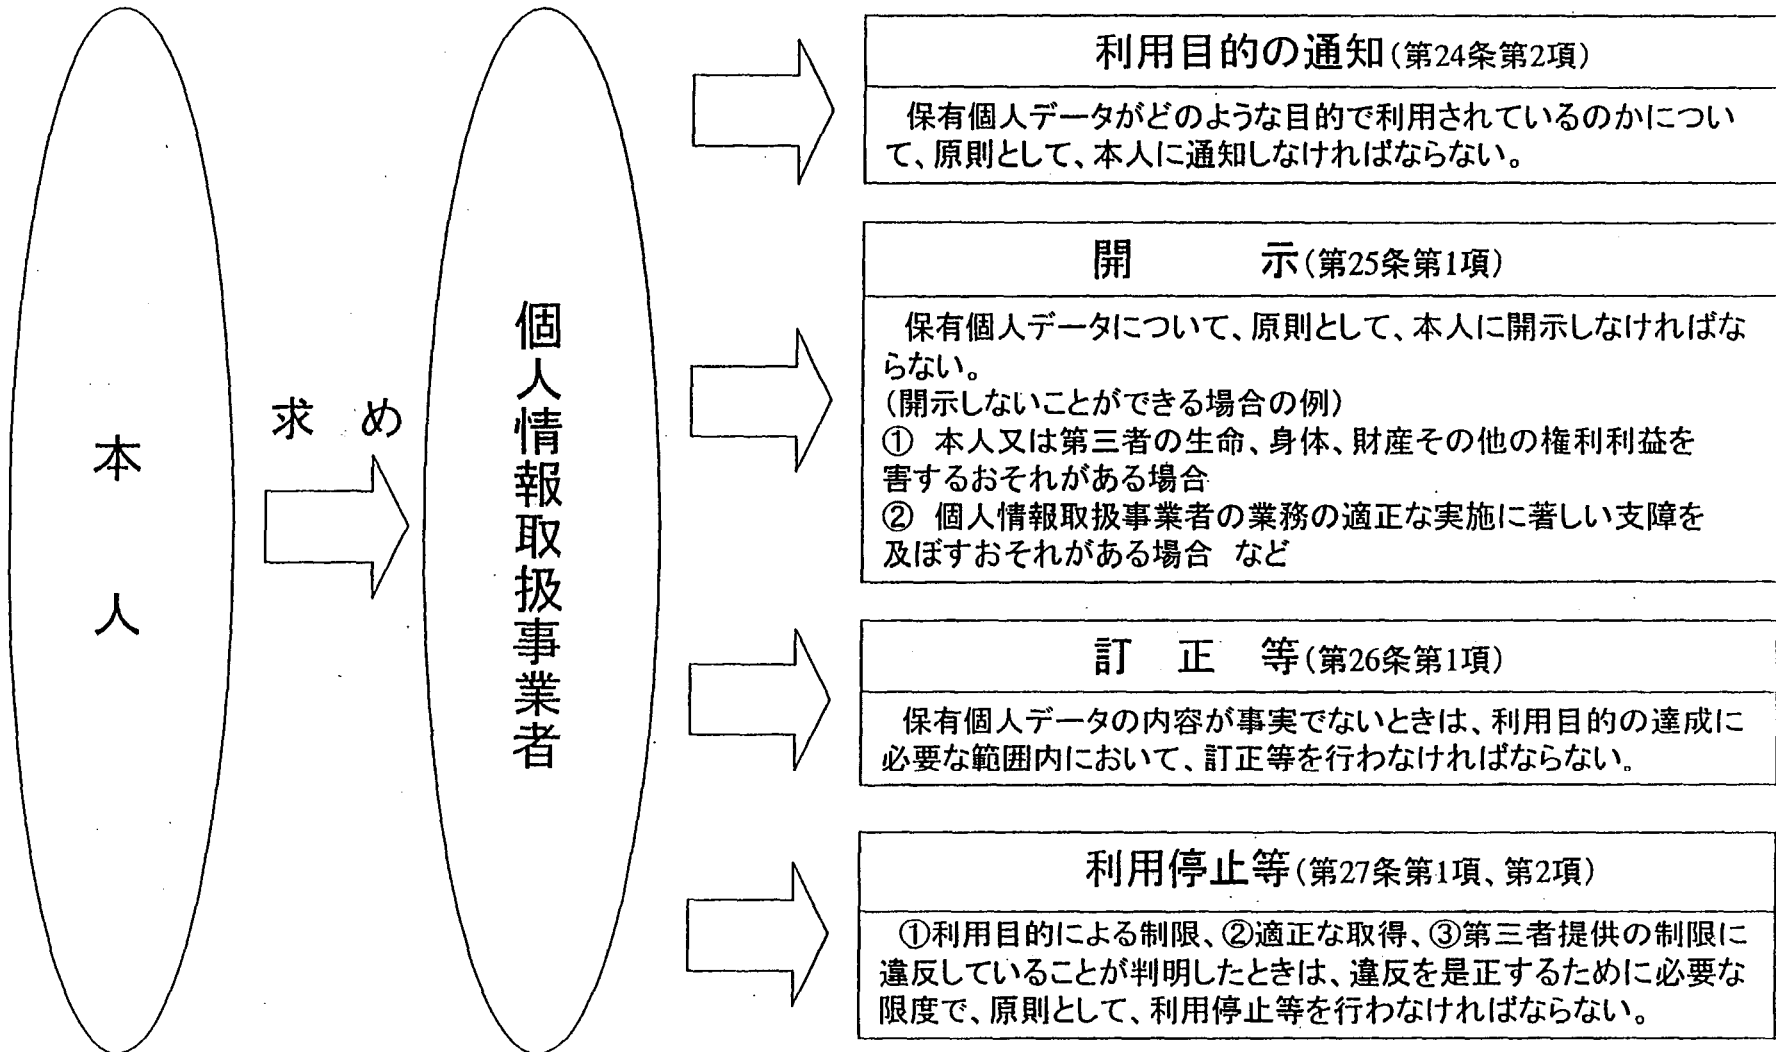 本人
求め
個人情報取扱事業者
利用目的の通知(第24条第2項)
保有個人データがどのような目的で利用されているのかについ
て、原則として、本人に通知しなければならない。
開　示(第25条第1項)
保有個人データについて、原則として、本人に開示しなければな
らない。
(開示しないことができる場合の例)
① 本人又は第三者の生命、身体、財産その他の権利利益を
害するおそれがある場合
② 個人情報取扱事業者の業務の適正な実施に著しい支障を
及ぼすおそれがある場合 など
訂　正　等(第26条第1項)
保有個人データの内容が事実でないときは、利用目的の達成に
必要な範囲内において、訂正等を行わなければならない。
利用停止等(第27条第1項、第2項)
①利用目的による制限、②適正な取得、③第三者提供の制限に
違反していることが判明したときは、違反を是正するために必要な
限度で、原則として、利用停止等を行わなければならない。